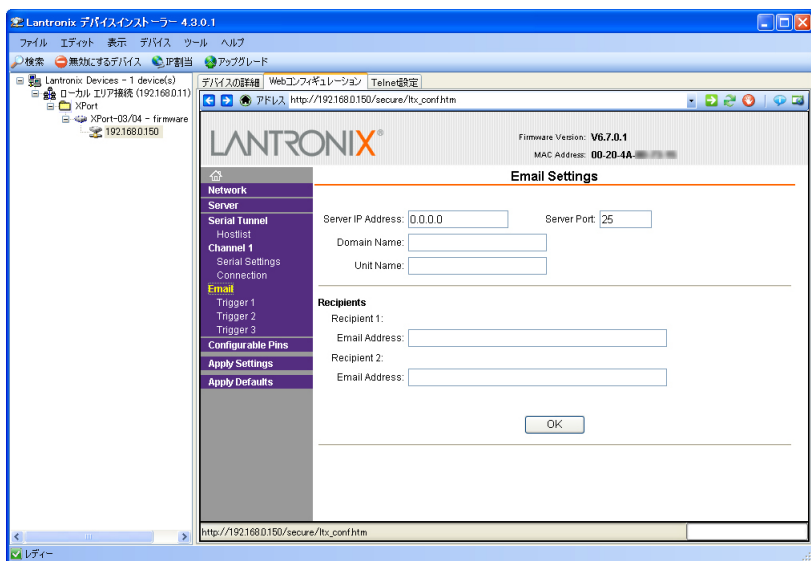 Lantronix デバイスインストーラー 4.3.0.1
ファイル エディット 表示 デバイス ツール ヘルプ
検索 無効にするデバイス IP割当 アップグレード
Lantronix Devices - 1 device(s)
ローカル エリア接続 (192.168.0.11)
XPort
XPort-03/04 - firmware
192.168.0.150
デバイスの詳細 Webコンフィギュレーション Telnet設定
アドレス http://192.168.0.150/secure/ltx_conf.htm
LANTRONIX®
Firmware Version: V6.7.0.1
MAC Address: 00-20-4A-
Network
Server
Serial Tunnel
Hostlist
Channel 1
Serial Settings
Connection
Email
Trigger 1
Trigger 2
Trigger 3
Configurable Pins
Apply Settings
Apply Defaults
Email Settings
Server IP Address: 0.0.0.0 Server Port: 25
Domain Name:
Unit Name:
Recipients
Recipient 1:
Email Address:
Recipient 2:
Email Address:
OK
http://192.168.0.150/secure/ltx_conf.htm
レディー